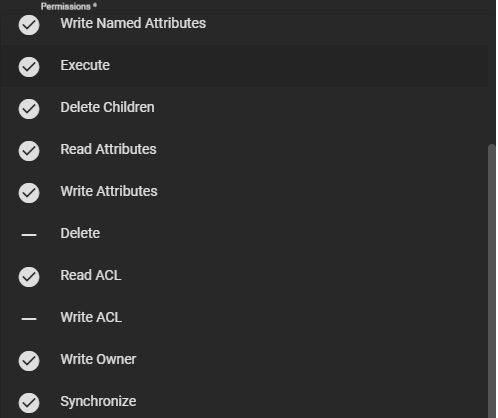 Permissions *
Write Named Attributes
Execute
Delete Children
Read Attributes
Write Attributes
Delete
Read ACL
Write ACL
Write Owner
Synchronize